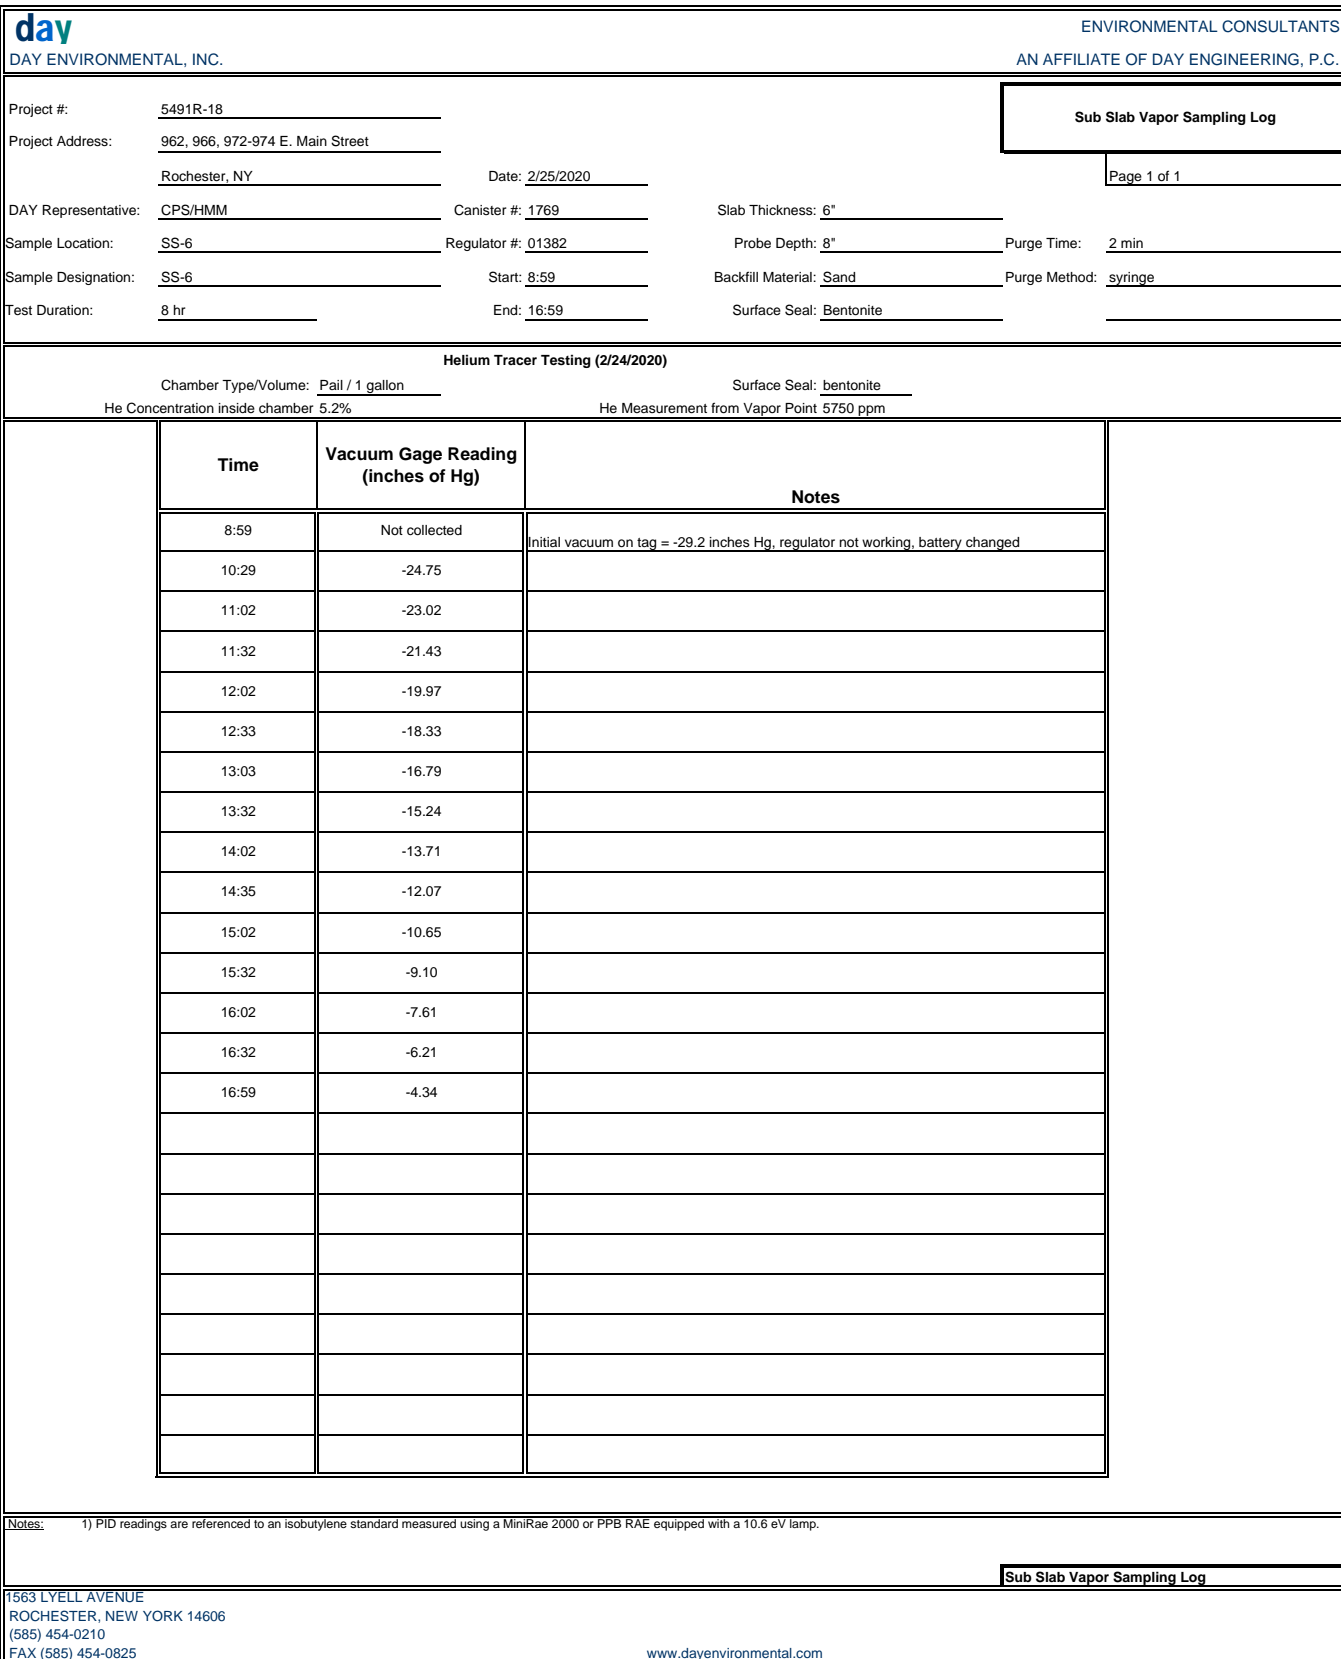 day
ENVIRONMENTAL CONSULTANTS
DAY ENVIRONMENTAL, INC.
AN AFFILIATE OF DAY ENGINEERING, P.C.
Project #: 5491R-18
Sub Slab Vapor Sampling Log
Project Address: 962, 966, 972-974 E. Main Street
Rochester, NY Date: 2/25/2020 Page 1 of 1
DAY Representative: CPS/HMM Canister #: 1769 Slab Thickness: 6"
Sample Location: SS-6 Regulator #: 01382 Probe Depth: 8" Purge Time: 2 min
Sample Designation: SS-6 Start: 8:59 Backfill Material: Sand Purge Method: syringe
Test Duration: 8 hr End: 16:59 Surface Seal: Bentonite
Helium Tracer Testing (2/24/2020)
Chamber Type/Volume: Pail / 1 gallon Surface Seal: bentonite
He Concentration inside chamber 5.2% He Measurement from Vapor Point 5750 ppm
Time
Vacuum Gage Reading
(inches of Hg)
Notes
8:59 Not collected Initial vacuum on tag = -29.2 inches Hg, regulator not working, battery changed
10:29 -24.75
11:02 -23.02
11:32 -21.43
12:02 -19.97
12:33 -18.33
13:03 -16.79
13:32 -15.24
14:02 -13.71
14:35 -12.07
15:02 -10.65
15:32 -9.10
16:02 -7.61
16:32 -6.21
16:59 -4.34
Notes: 1) PID readings are referenced to an isobutylene standard measured using a MiniRae 2000 or PPB RAE equipped with a 10.6 eV lamp.
Sub Slab Vapor Sampling Log
1563 LYELL AVENUE
ROCHESTER, NEW YORK 14606
(585) 454-0210
FAX (585) 454-0825 www.dayenvironmental.com